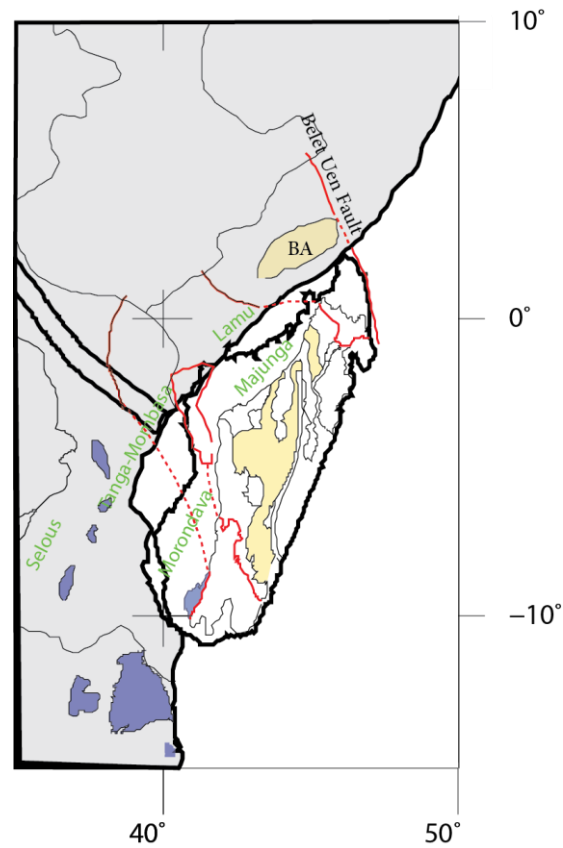 10°
Belet Uen Fault
BA
0°
Lamu
Majunga
Tanga-Mombasa
Morondava
Selous
−10°
40°
50°